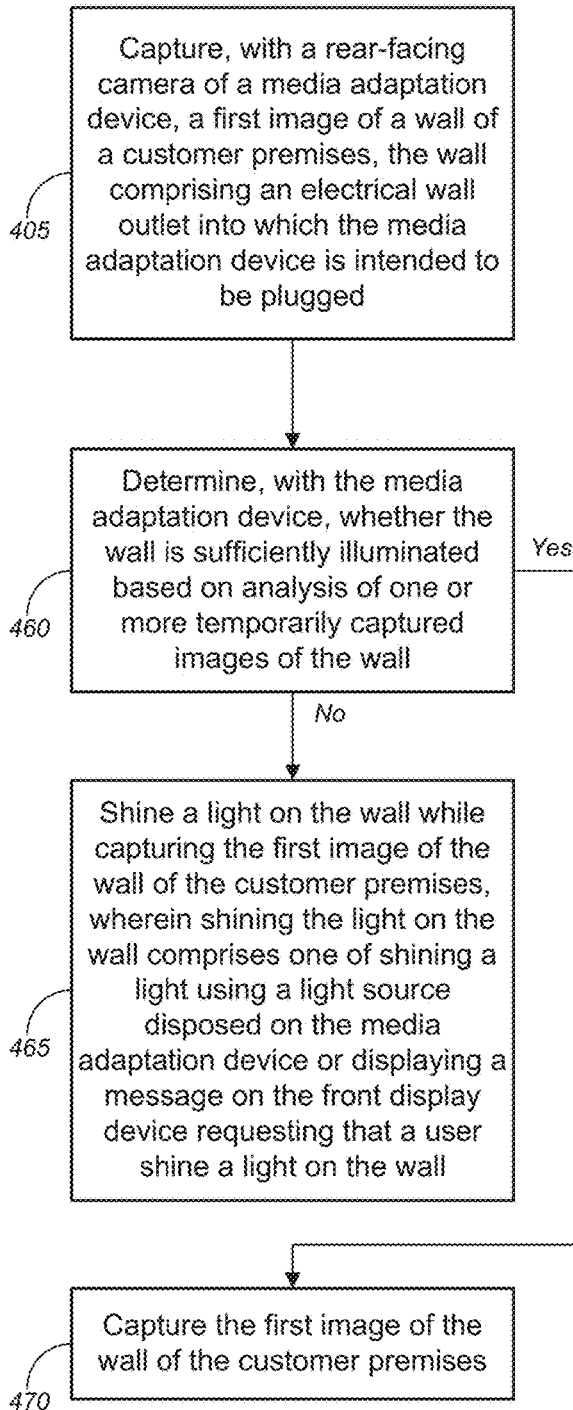 Capture, with a rear-facing
camera of a media adaptation
device, a first image of a wall of
a customer premises, the wall
comprising an electrical wall
outlet into which the media
adaptation device is intended to
be plugged
405
Determine, with the media
adaptation device, whether the
wall is sufficiently illuminated
based on analysis of one or
more temporarily captured
images of the wall
Yes
460
No
Shine a light on the wall while
capturing the first image of the
wall of the customer premises,
wherein shining the light on the
wall comprises one of shining a
light using a light source
disposed on the media
adaptation device or displaying a
message on the front display
device requesting that a user
shine a light on the wall
465
Capture the first image of the
wall of the customer premises
470